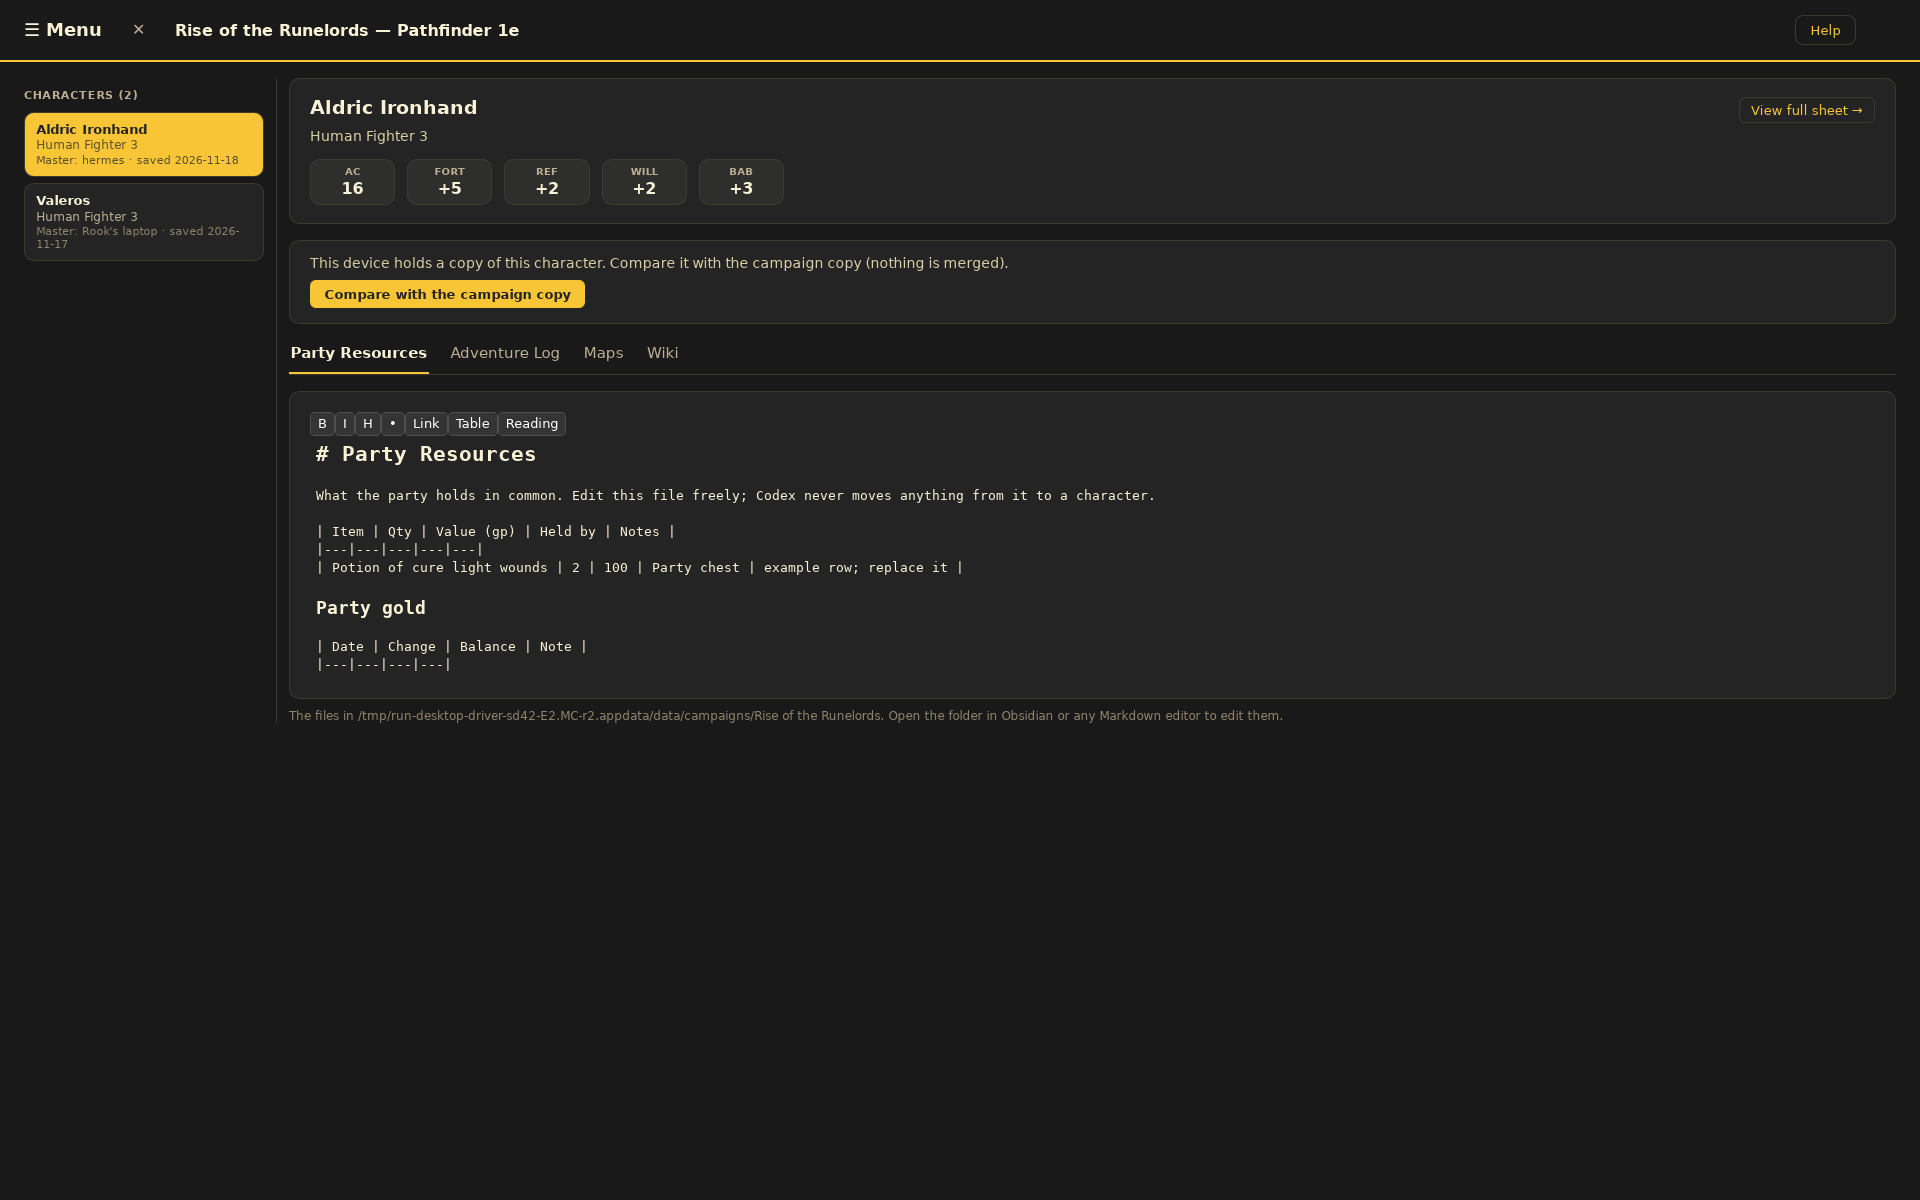 ☰ Menu
✕
Rise of the Runelords — Pathfinder 1e
Help
CHARACTERS (2)
Aldric Ironhand
Human Fighter 3
Master: hermes · saved 2026-11-18
Valeros
Human Fighter 3
Master: Rook's laptop · saved 2026-
11-17
Aldric Ironhand
View full sheet →
Human Fighter 3
AC
16
FORT
+5
REF
+2
WILL
+2
BAB
+3
This device holds a copy of this character. Compare it with the campaign copy (nothing is merged).
Compare with the campaign copy
Party Resources
Adventure Log
Maps
Wiki
B I H • Link Table Reading
# Party Resources
What the party holds in common. Edit this file freely; Codex never moves anything from it to a character.
| Item | Qty | Value (gp) | Held by | Notes |
|---|---|---|---|---|
| Potion of cure light wounds | 2 | 100 | Party chest | example row; replace it |
Party gold
| Date | Change | Balance | Note |
|---|---|---|---|
The files in /tmp/run-desktop-driver-sd42-E2.MC-r2.appdata/data/campaigns/Rise of the Runelords. Open the folder in Obsidian or any Markdown editor to edit them.